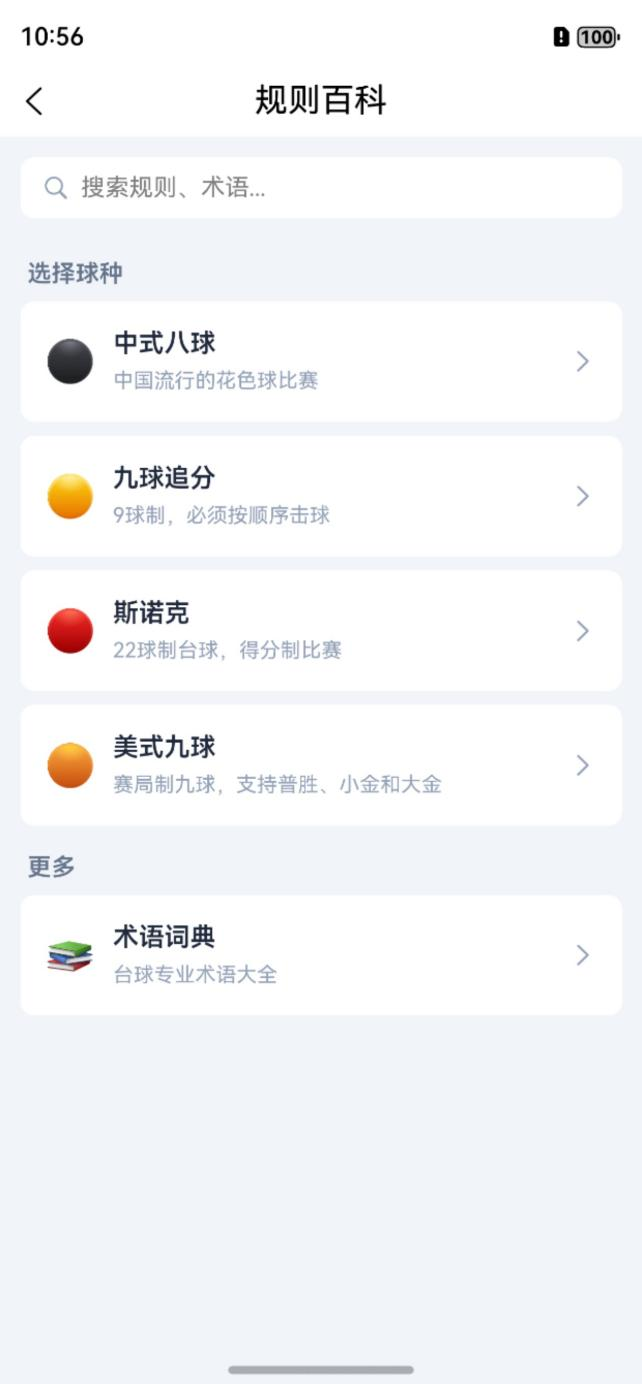 10:56
100
规则百科
搜索规则、术语...
选择球种
中式八球
中国流行的花色球比赛
九球追分
9球制，必须按顺序击球
斯诺克
22球制台球，得分制比赛
美式九球
赛局制九球，支持普胜、小金和大金
更多
术语词典
台球专业术语大全